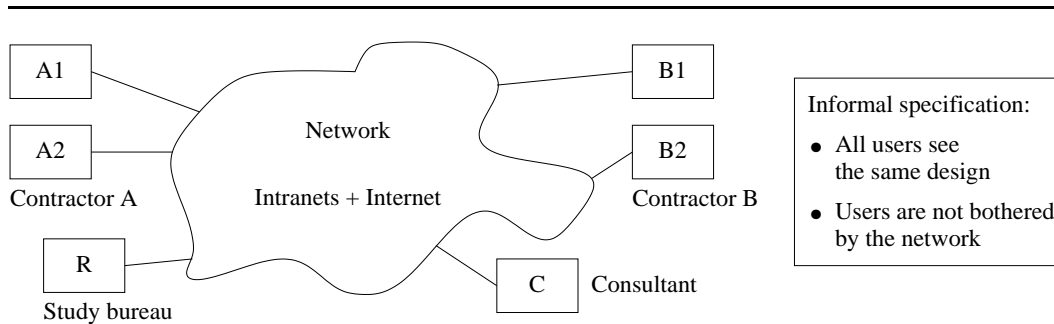 A1
B1
A2
B2
Network
Contractor A
Intranets + Internet
Contractor B
R
C
Consultant
Study bureau
Informal specification:
● All users see
the same design
● Users are not bothered
by the network